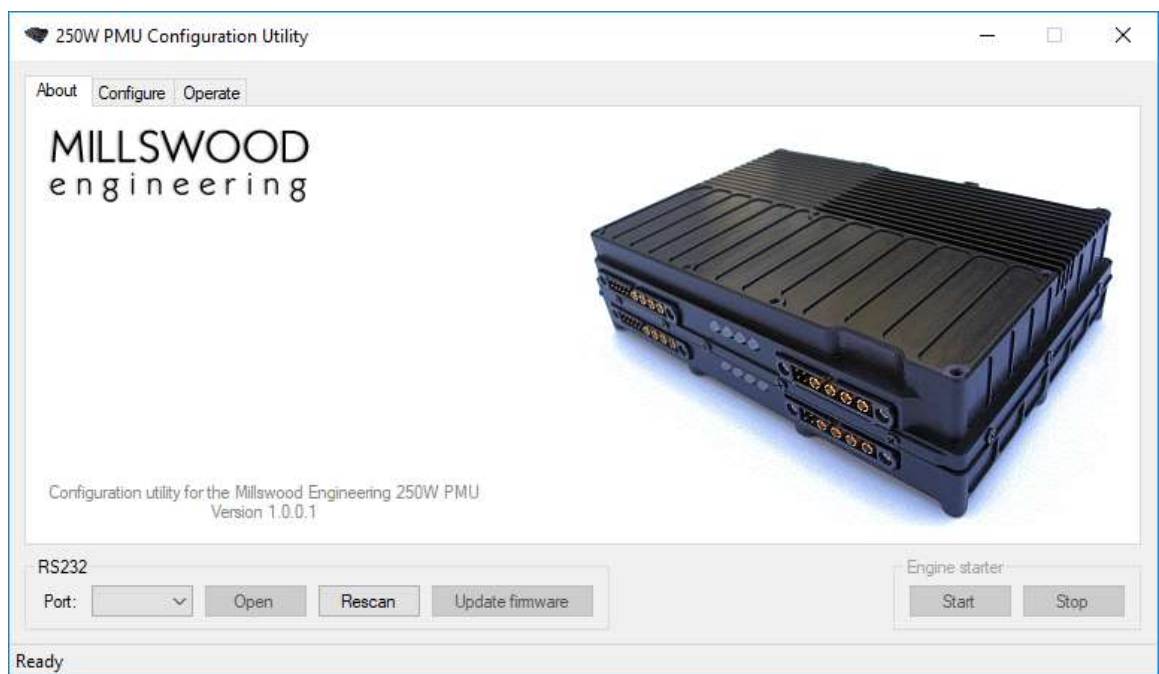 250W PMU Configuration Utility
About Configure Operate
MILLSWOOD
engineering
Configuration utility for the Millswood Engineering 250W PMU
Version 1.0.0.1
RS232
Port: Open Rescan Update firmware
Engine starter
Start Stop
Ready